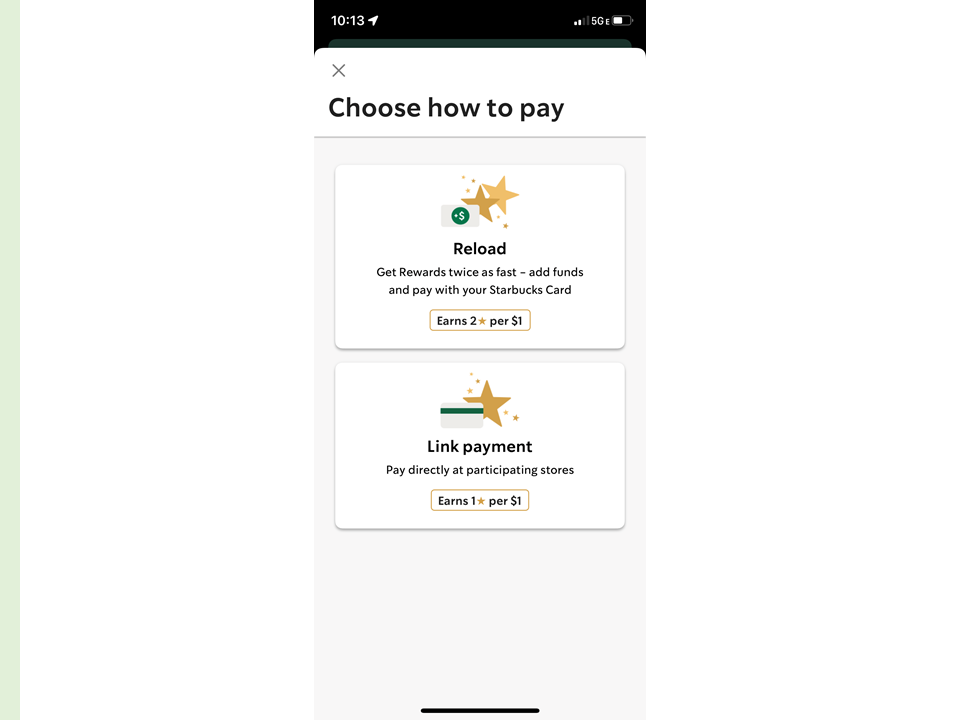 10:13 5GE
Choose how to pay
+$
Reload
Get Rewards twice as fast – add funds
and pay with your Starbucks Card
Earns 2★ per $1
Link payment
Pay directly at participating stores
Earns 1★ per $1